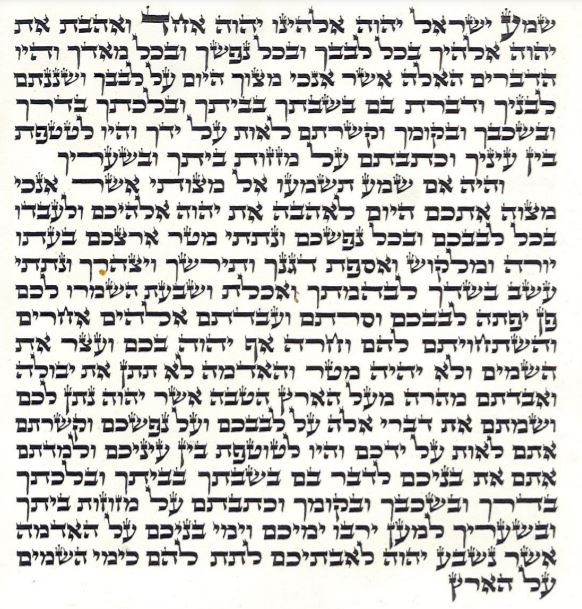 שמע ישראל יהוה אלהינו יהוה אחד ואהבת את
יהוה אלהיך בכל לבבך ובכל נפשך ובכל מאדך והיו
הדברים האלה אשר אנכי מצוך היום על לבבך ושננתם
לבניך ודברת בם בשבתך בביתך ובלכתך בדרך
ובשכבך ובקומך וקשרתם לאות על ידך והיו לטטפת
בין עיניך וכתבתם על מזזות ביתך ובשעריך
והיה אם שמע תשמעו אל מצותי אשר אנכי
מצוה אתכם היום לאהבה את יהוה אלהיכם ולעבדו
בכל לבבכם ובכל נפשכם ונתתי מטר ארצכם בעתו
יורה ומלקוש ואספת דגנך ותירשך ויצהרך ונתתי
עשב בשדך לבהמתך ואכלת ושבעת השמרו לכם
פן יפתה לבבכם וסרתם ועבדתם אלהים אחרים
והשתחויתם להם וחרה אף יהוה בכם ועצר את
השמים ולא יהיה מטר והאדמה לא תתן את יבולה
ואבדתם מהרה מעל הארץ הטבה אשר יהוה נתן לכם
ושמתם את דברי אלה על לבבכם ועל נפשכם וקשרתם
אתם לאות על ידכם והיו לטוטפת בין עיניכם ולמדתם
אתם את בניכם לדבר בם בשבתך בביתך ובלכתך
בדרך ובשכבך ובקומך וכתבתם על מזוזות ביתך
ובשעריך למען ירבו ימיכם וימי בניכם על האדמה
אשר נשבע יהוה לאבתיכם לתת להם כימי השמים
על הארץ